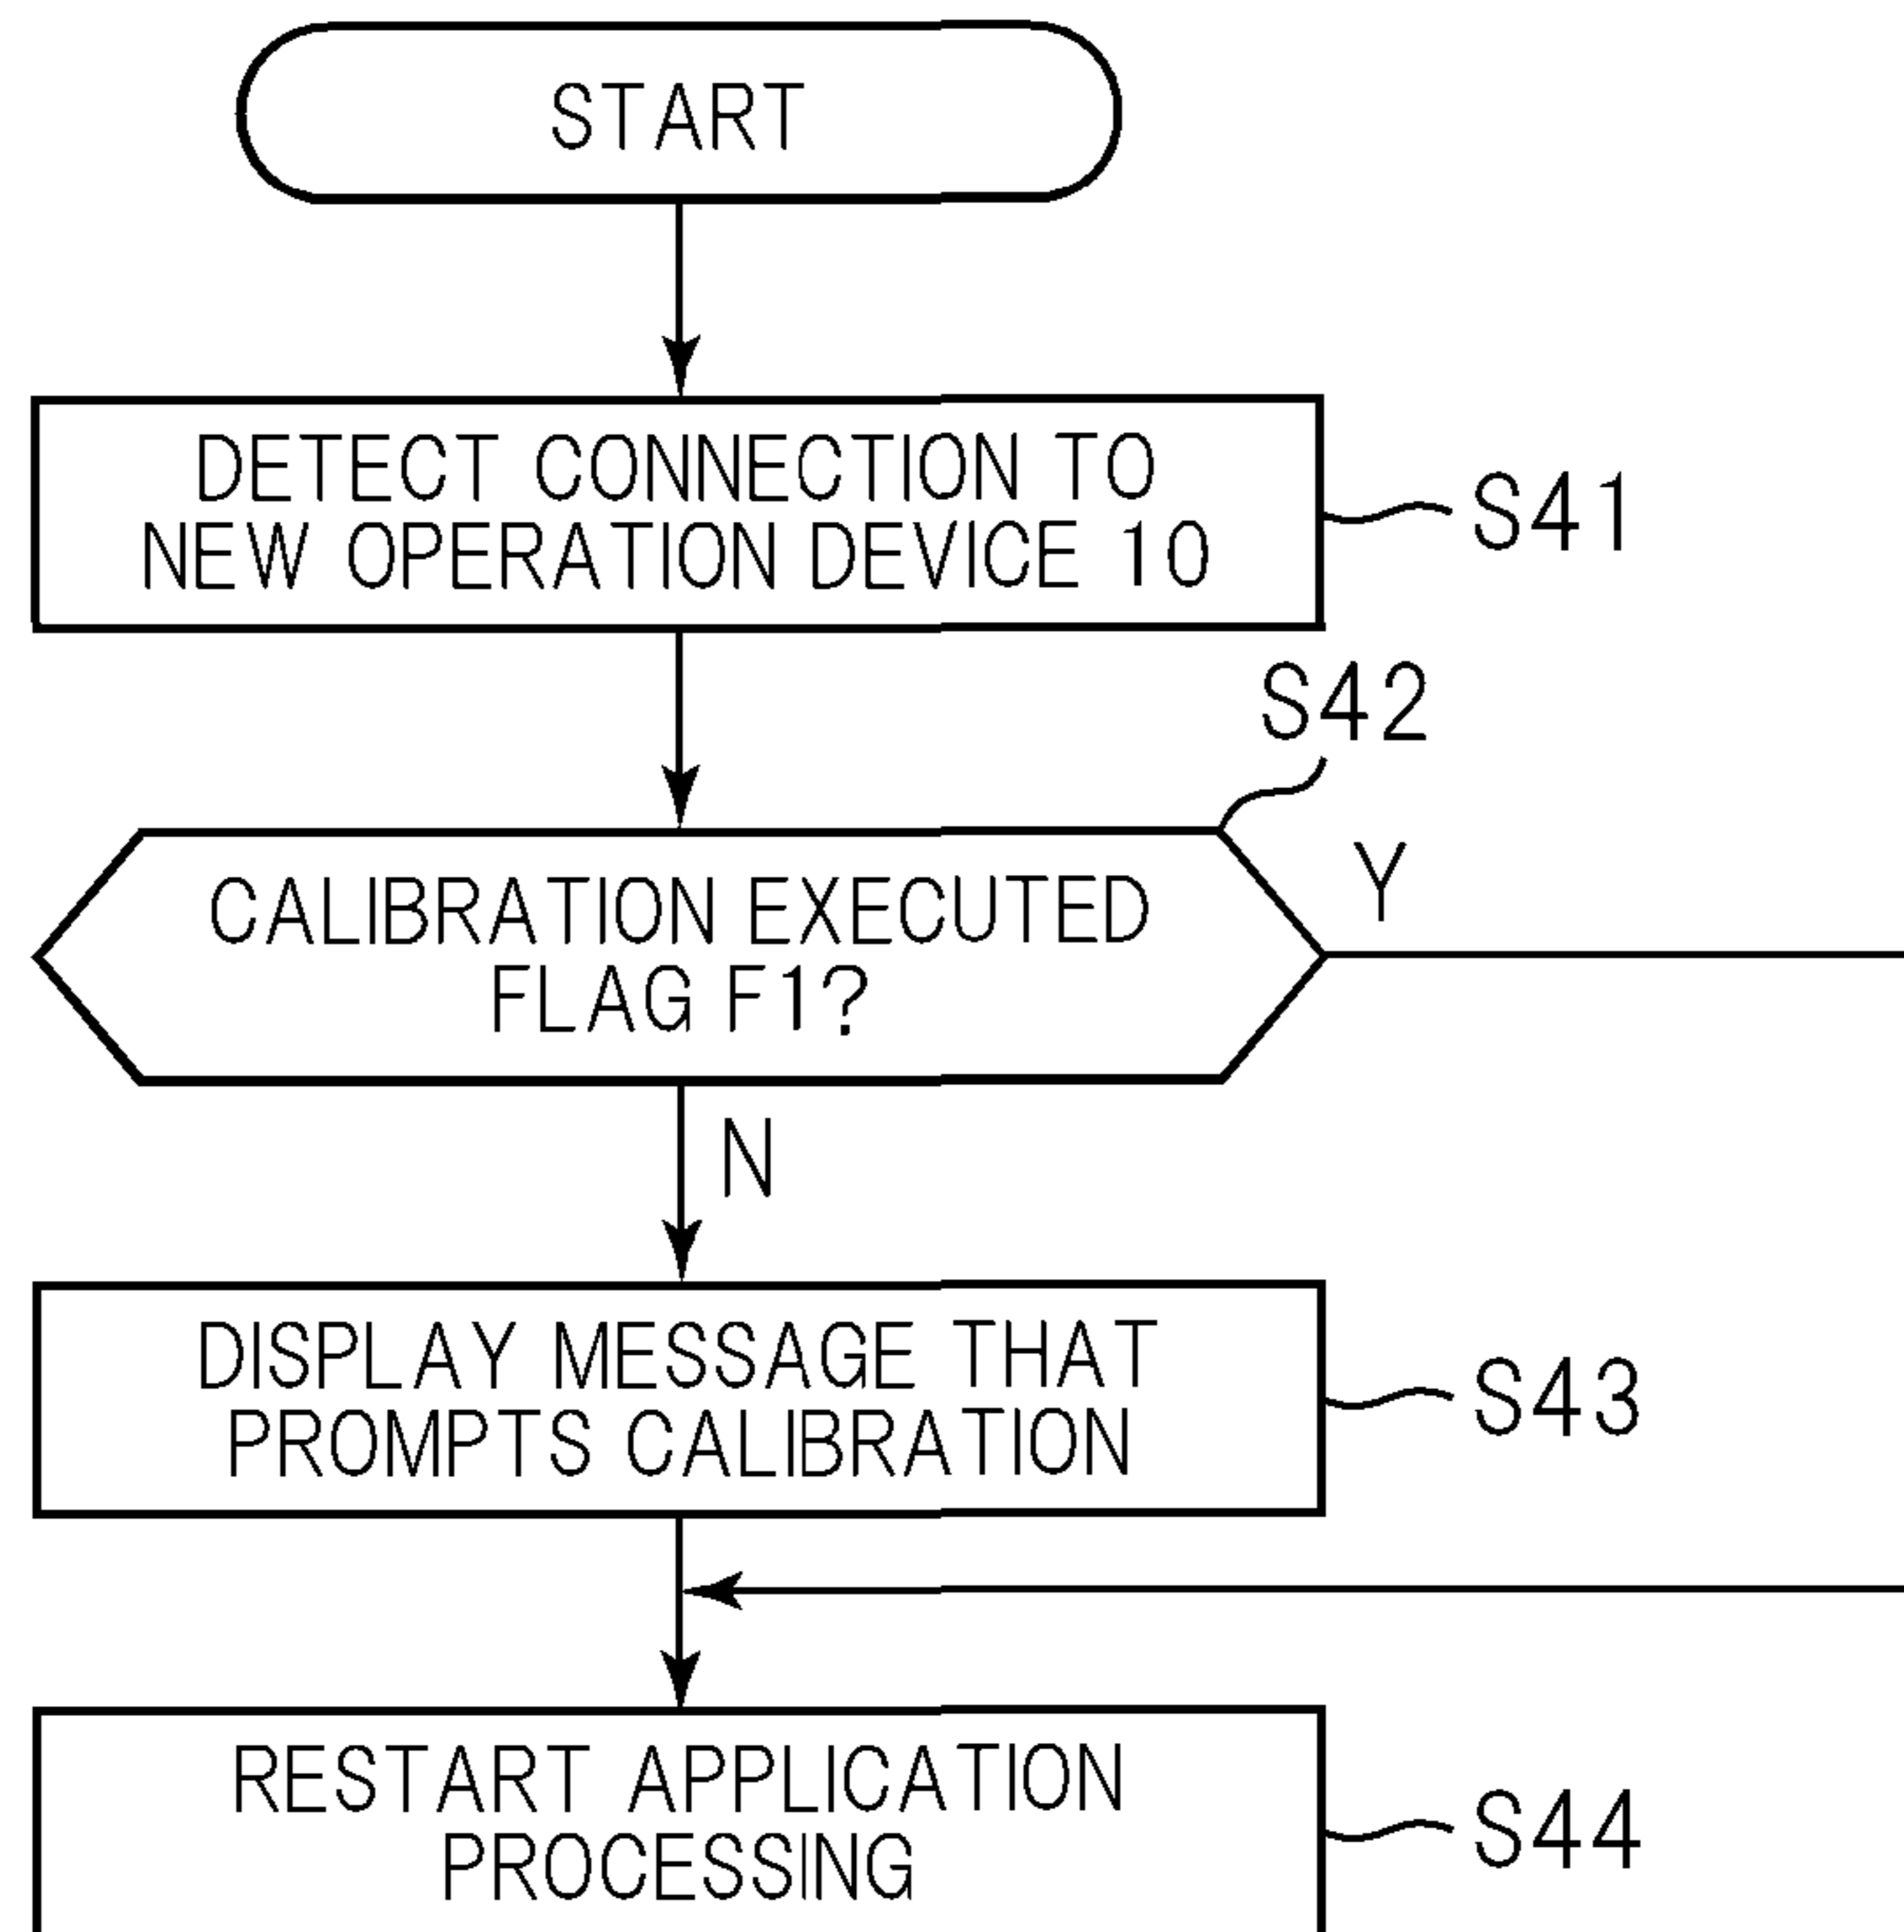 START
DETECT CONNECTION TO
NEW OPERATION DEVICE 10
S41
S42
CALIBRATION EXECUTED
FLAG F1?
Y
N
DISPLAY MESSAGE THAT
PROMPTS CALIBRATION
S43
RESTART APPLICATION
PROCESSING
S44